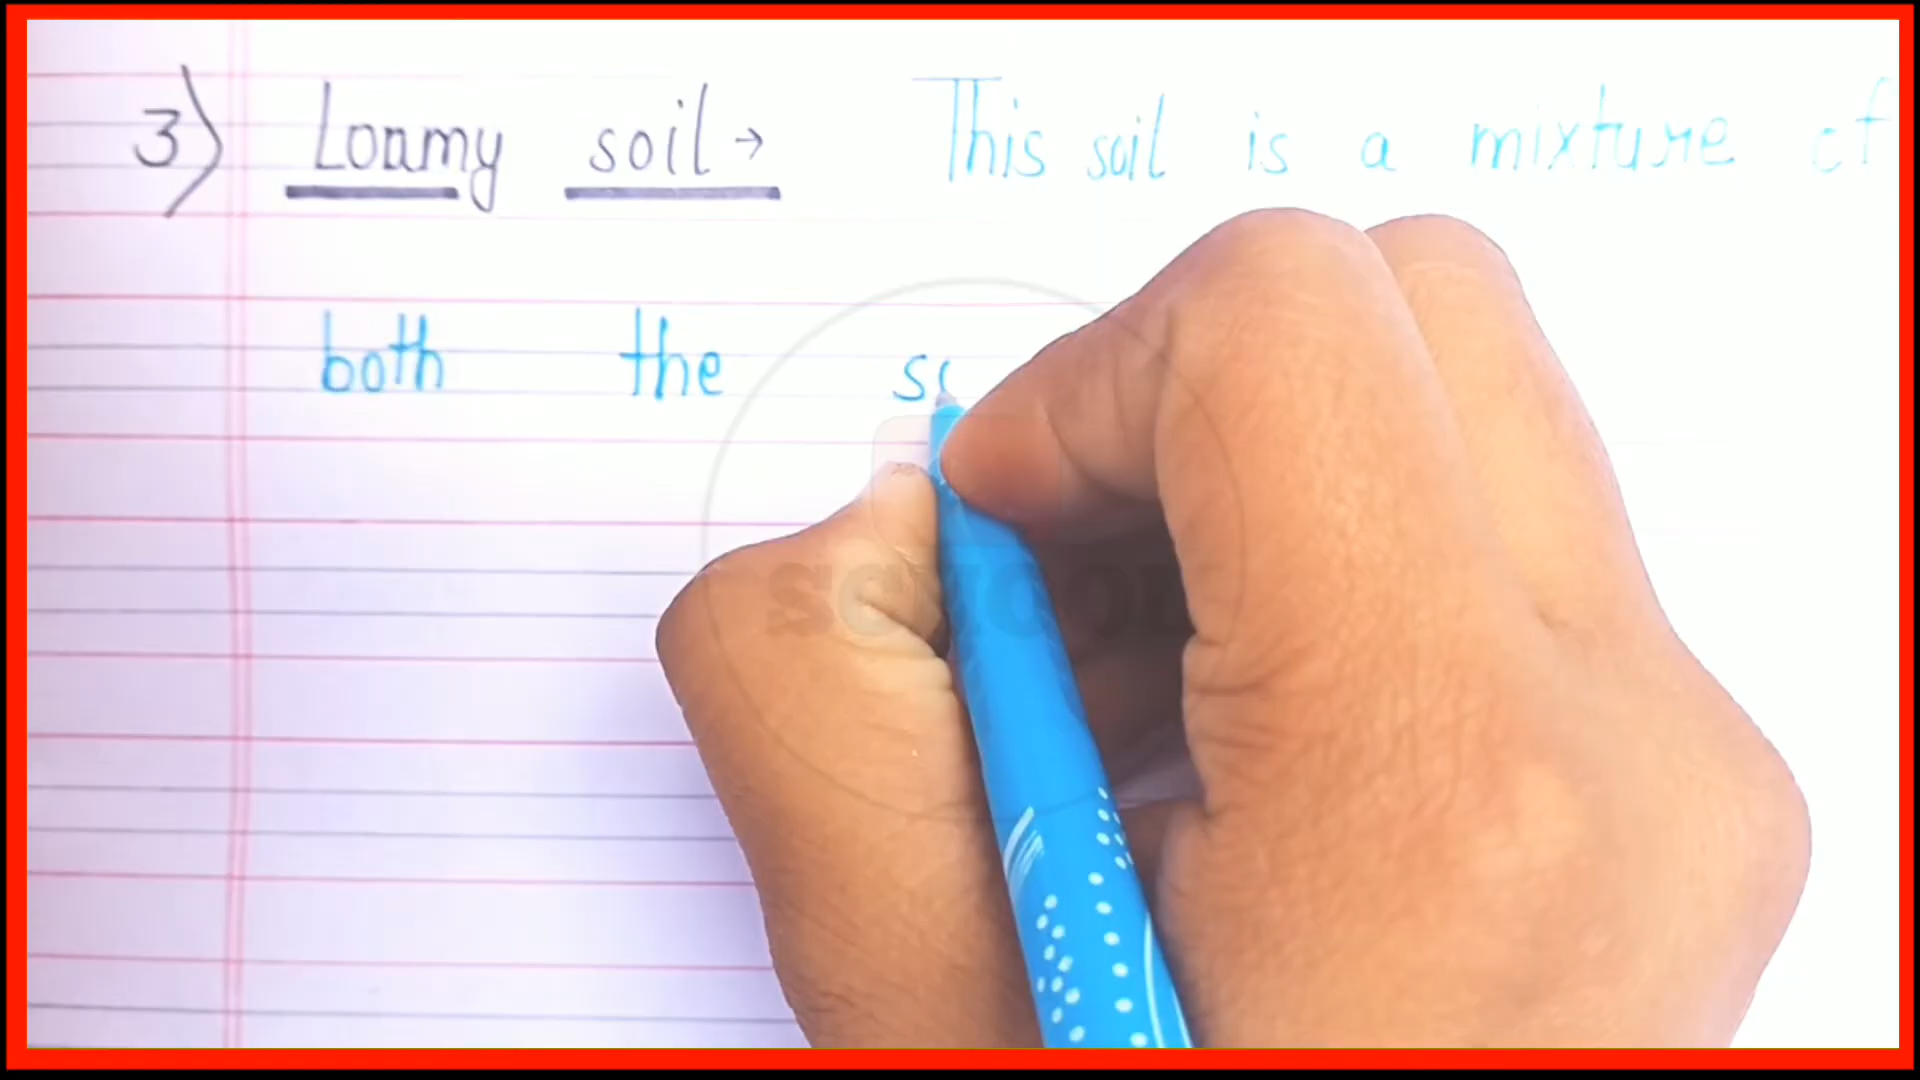 3) Loamy soil → This soil is a mixture of
both the